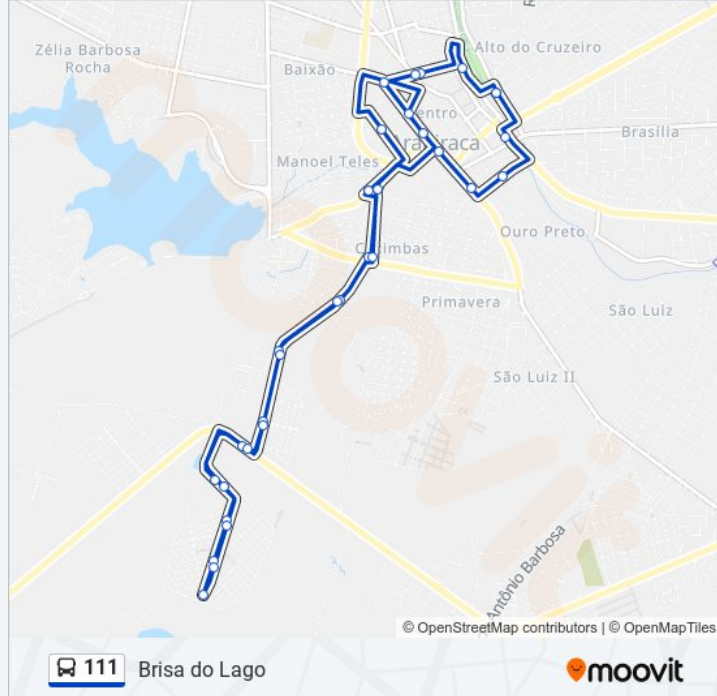 Zélia Barbosa
Rocha
Alto do Cruzeiro
Baixão
Centro
Arapiraca
Brasília
Manoel Teles
Ouro Preto
Cacimbas
Primavera
São Luiz
São Luiz II
Antônio Barbosa
© OpenStreetMap contributors | © OpenMapTiles
111 Brisa do Lago
moovit